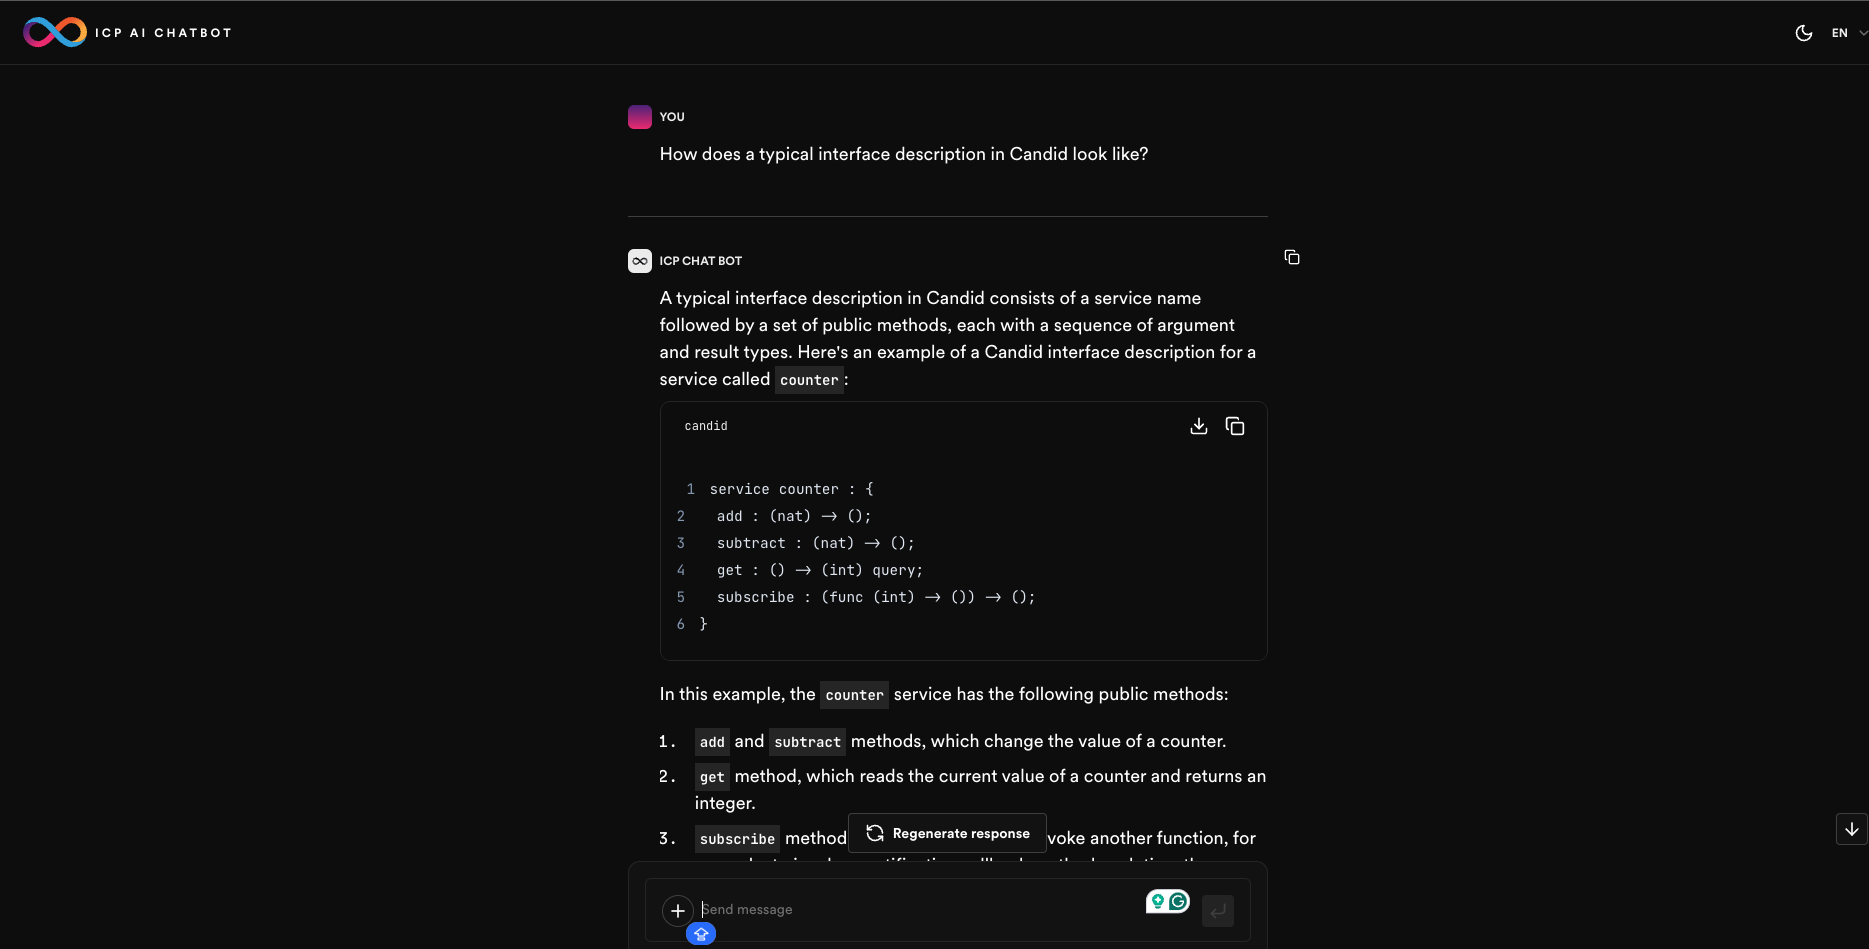 ICP AI CHATBOT
EN
YOU
How does a typical interface description in Candid look like?
ICP CHAT BOT
A typical interface description in Candid consists of a service name
followed by a set of public methods, each with a sequence of argument
and result types. Here's an example of a Candid interface description for a
service called counter:
candid
1 service counter : {
2 add : (nat) -> ();
3 subtract : (nat) -> ();
4 get : () -> (int) query;
5 subscribe : (func (int) -> ()) -> ();
6 }
In this example, the counter service has the following public methods:
1. add and subtract methods, which change the value of a counter.
2. get method, which reads the current value of a counter and returns an
integer.
3. subscribe method
voke another function, for
Regenerate response
Send message